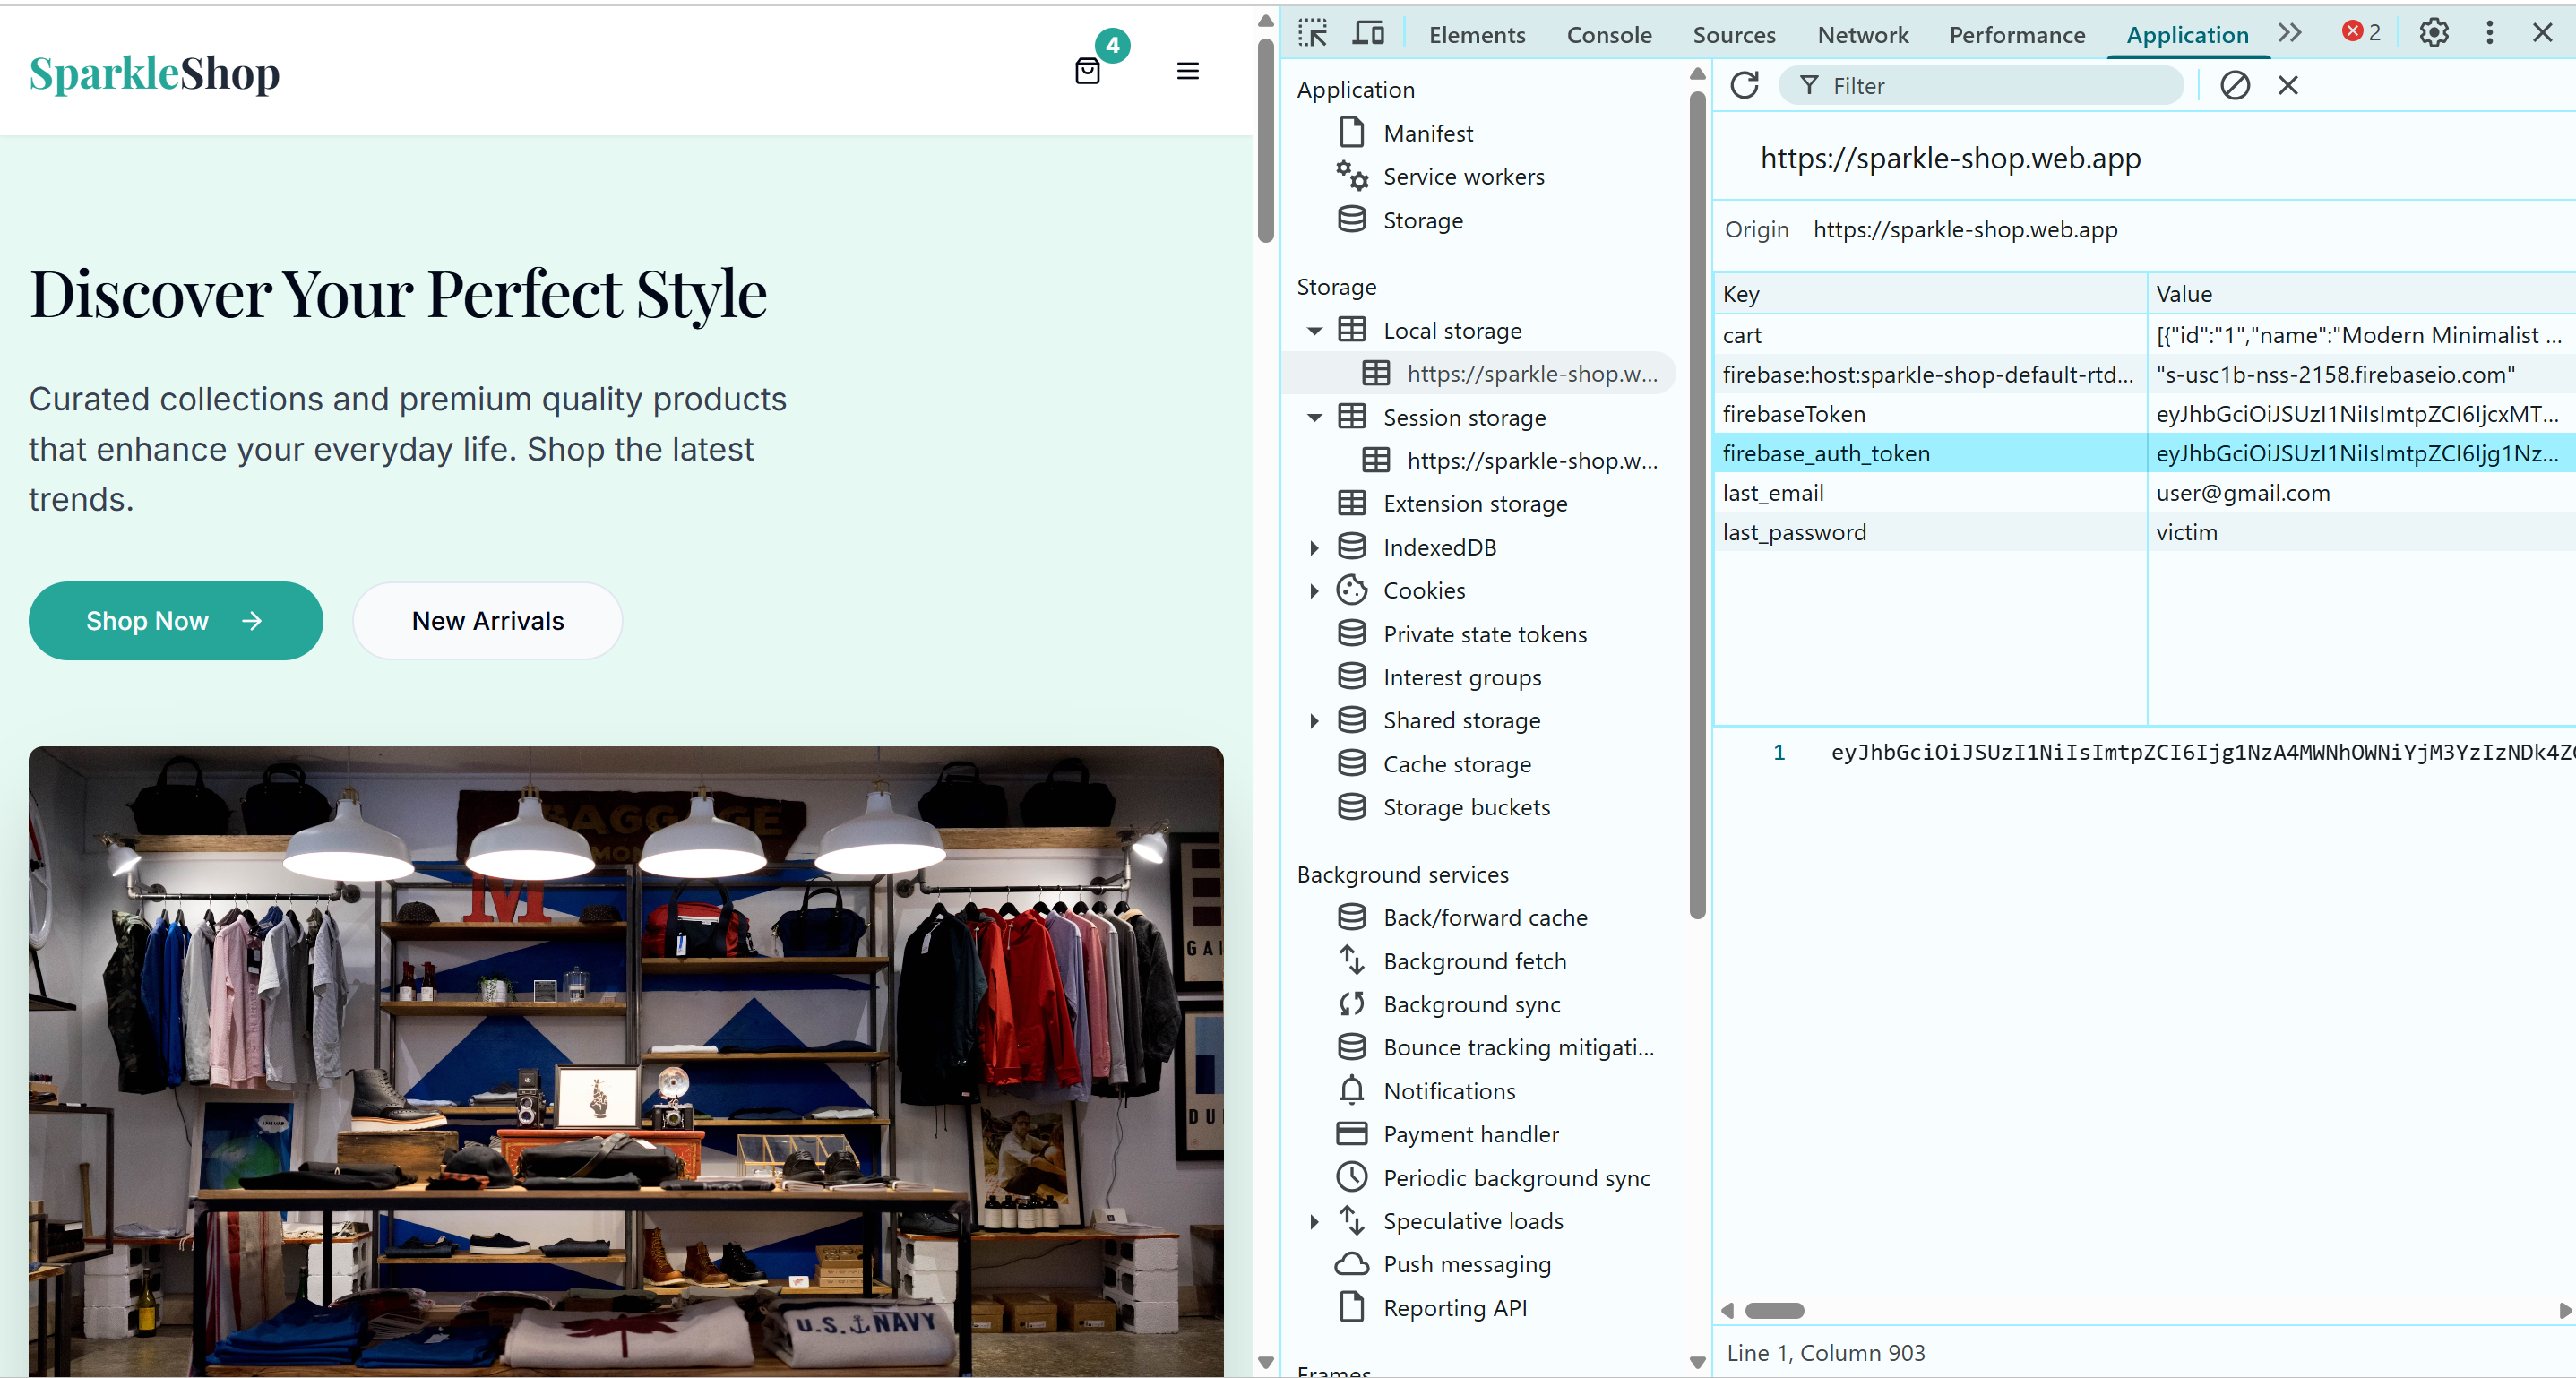 SparkleShop
4
Discover Your Perfect Style
Curated collections and premium quality products
that enhance your everyday life. Shop the latest
trends.
Shop Now
New Arrivals
BAGGAGE
M
GAI
DU
U.S. NAVY
Elements Console Sources Network Performance Application 2
Application
Manifest
Service workers
Storage
Storage
Local storage
https://sparkle-shop.w...
Session storage
https://sparkle-shop.w...
Extension storage
IndexedDB
Cookies
Private state tokens
Interest groups
Shared storage
Cache storage
Storage buckets
Background services
Back/forward cache
Background fetch
Background sync
Bounce tracking mitigati...
Notifications
Payment handler
Periodic background sync
Speculative loads
Push messaging
Reporting API
Frames
Filter
https://sparkle-shop.web.app
Origin https://sparkle-shop.web.app
Key Value
cart [{"id":"1","name":"Modern Minimalist ...
firebase:host:sparkle-shop-default-rtd... "s-usc1b-nss-2158.firebaseio.com"
firebaseToken eyJhbGciOiJSUzI1NiIsImtpZCI6IjcxMT...
firebase_auth_token eyJhbGciOiJSUzI1NiIsImtpZCI6Ijg1Nz...
last_email user@gmail.com
last_password victim
1 eyJhbGciOiJSUzI1NiIsImtpZCI6Ijg1NzA4MWNhOWNiYjM3YzIzNDk4ZG
Line 1, Column 903